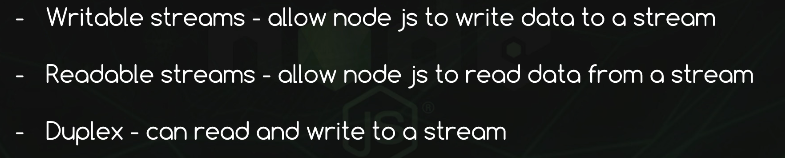 - Writable streams - allow node js to write data to a stream
- Readable streams - allow node js to read data from a stream
- Duplex - can read and write to a stream
JS